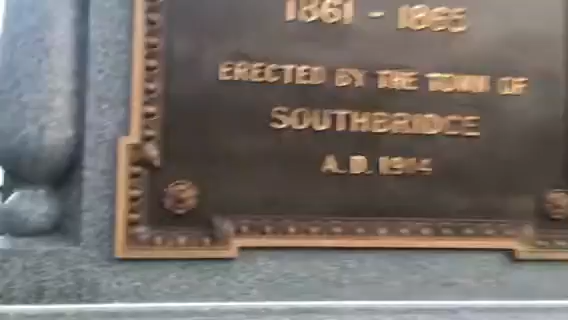 1861 - 1865
ERECTED BY THE TOWN OF
SOUTHBRIDGE
A.D. 1914